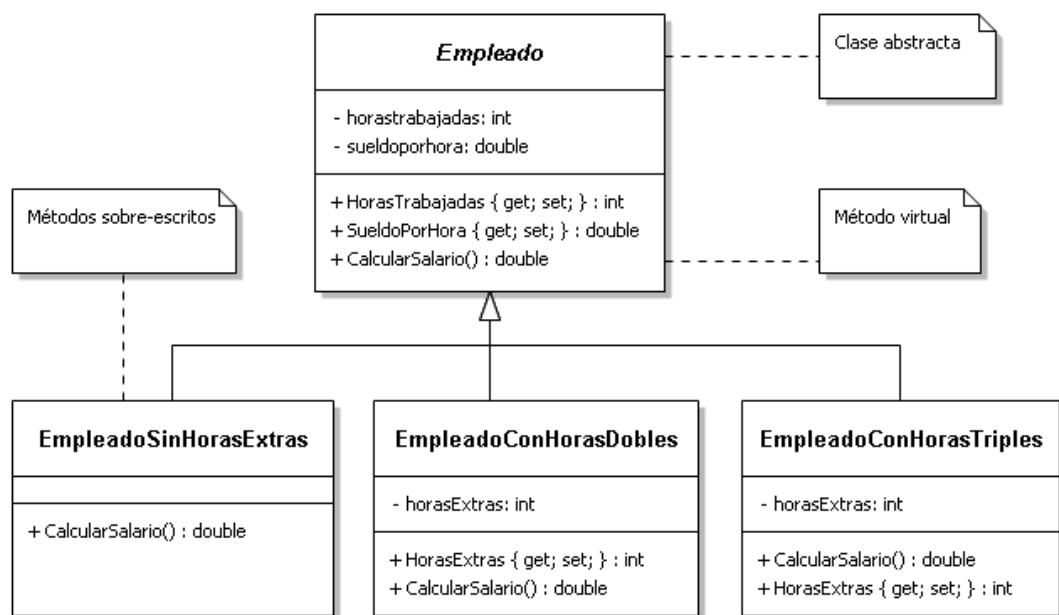 Empleado
- horastrabajadas: int
- sueldoporhora: double
+ HorasTrabajadas { get; set; } : int
+ SueldoPorHora { get; set; } : double
+ CalcularSalario() : double
Clase abstracta
Método virtual
Métodos sobre-escritos
EmpleadoSinHorasExtras
+ CalcularSalario() : double
EmpleadoConHorasDobles
- horasExtras: int
+ HorasExtras { get; set; } : int
+ CalcularSalario() : double
EmpleadoConHorasTriples
- horasExtras: int
+ CalcularSalario() : double
+ HorasExtras { get; set; } : int